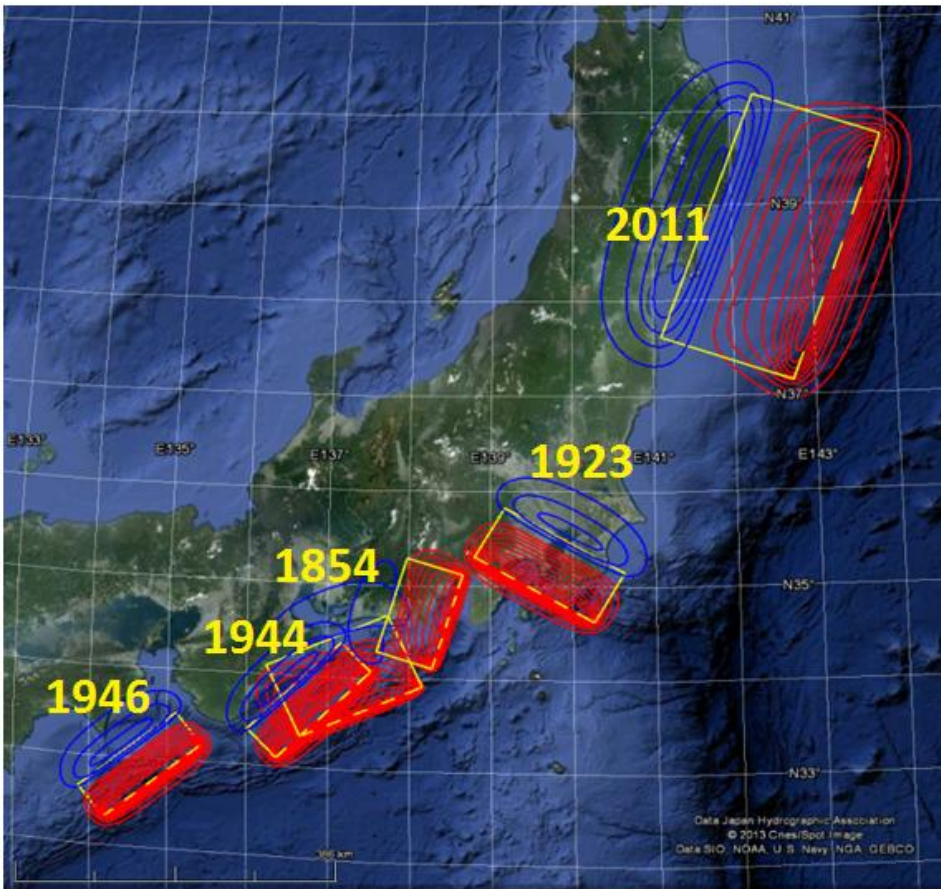 N41°
2011
N39°
N37°
E133°
E135°
E137°
E139°
1923
E141°
E143°
1854
N35°
1944
1946
N33°
Data Japan Hydrographic Association
© 2013 Cnes/Spot Image
Data SIO, NOAA, U.S. Navy, NGA, GEBCO